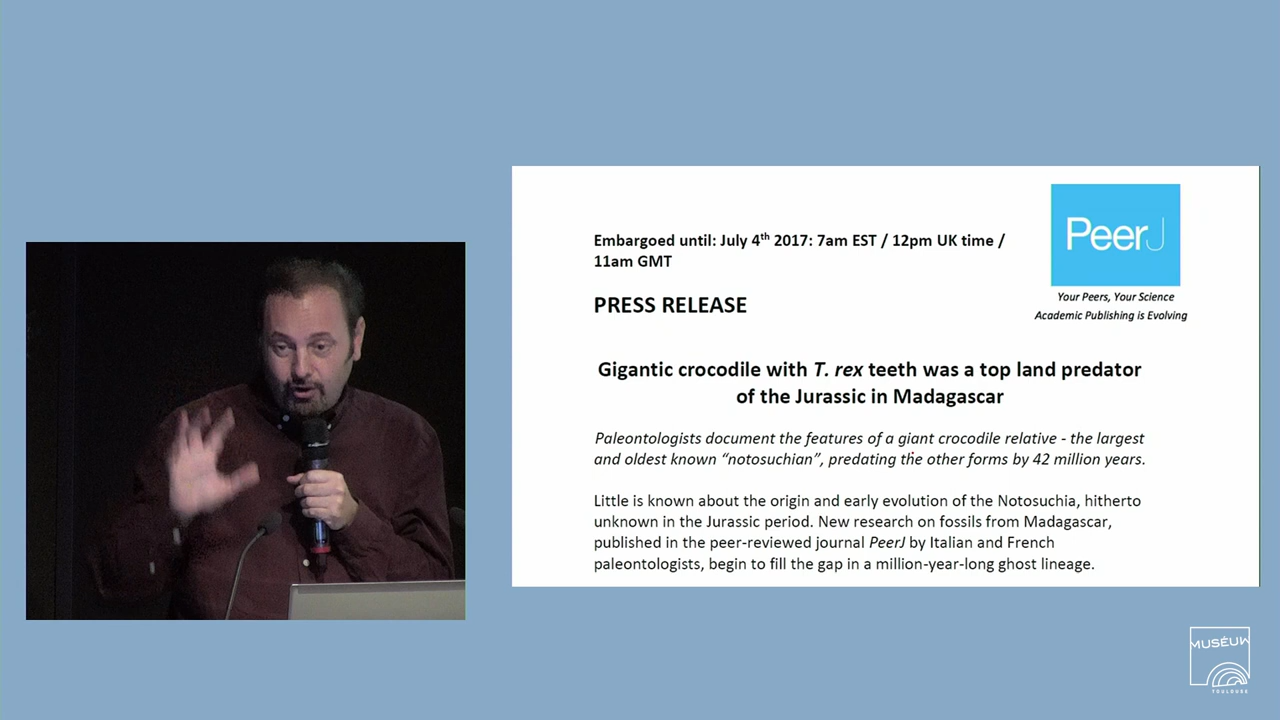 Embargoed until: July 4th 2017: 7am EST / 12pm UK time /
11am GMT
PeerJ
Your Peers, Your Science
Academic Publishing is Evolving
PRESS RELEASE
Gigantic crocodile with T. rex teeth was a top land predator
of the Jurassic in Madagascar
Paleontologists document the features of a giant crocodile relative - the largest
and oldest known “notosuchian”, predating the other forms by 42 million years.
Little is known about the origin and early evolution of the Notosuchia, hitherto
unknown in the Jurassic period. New research on fossils from Madagascar,
published in the peer-reviewed journal PeerJ by Italian and French
paleontologists, begin to fill the gap in a million-year-long ghost lineage.
MUSÉUM
TOULOUSE